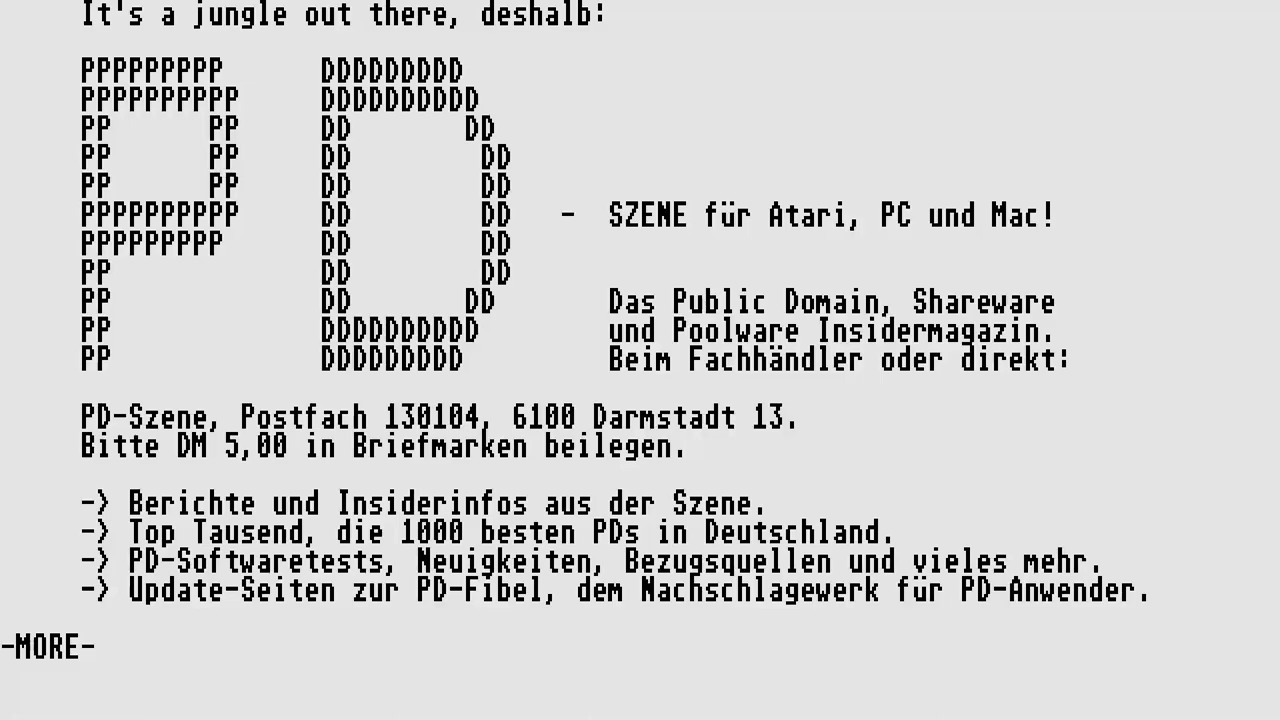 It's a jungle out there, deshalb:
PPPPPPPPP      DDDDDDDDD
PPPPPPPPPP     DDDDDDDDDD
PP      PP     DD       DD
PP      PP     DD        DD
PP      PP     DD        DD
PPPPPPPPPP     DD        DD   -  SZENE für Atari, PC und Mac!
PPPPPPPPP      DD        DD
PP             DD        DD
PP             DD       DD       Das Public Domain, Shareware
PP             DDDDDDDDDD        und Poolware Insidermagazin.
PP             DDDDDDDDD         Beim Fachhändler oder direkt:
PD-Szene, Postfach 130104, 6100 Darmstadt 13.
Bitte DM 5,00 in Briefmarken beilegen.
-> Berichte und Insiderinfos aus der Szene.
-> Top Tausend, die 1000 besten PDs in Deutschland.
-> PD-Softwaretests, Neuigkeiten, Bezugsquellen und vieles mehr.
-> Update-Seiten zur PD-Fibel, dem Nachschlagewerk für PD-Anwender.
-MORE-